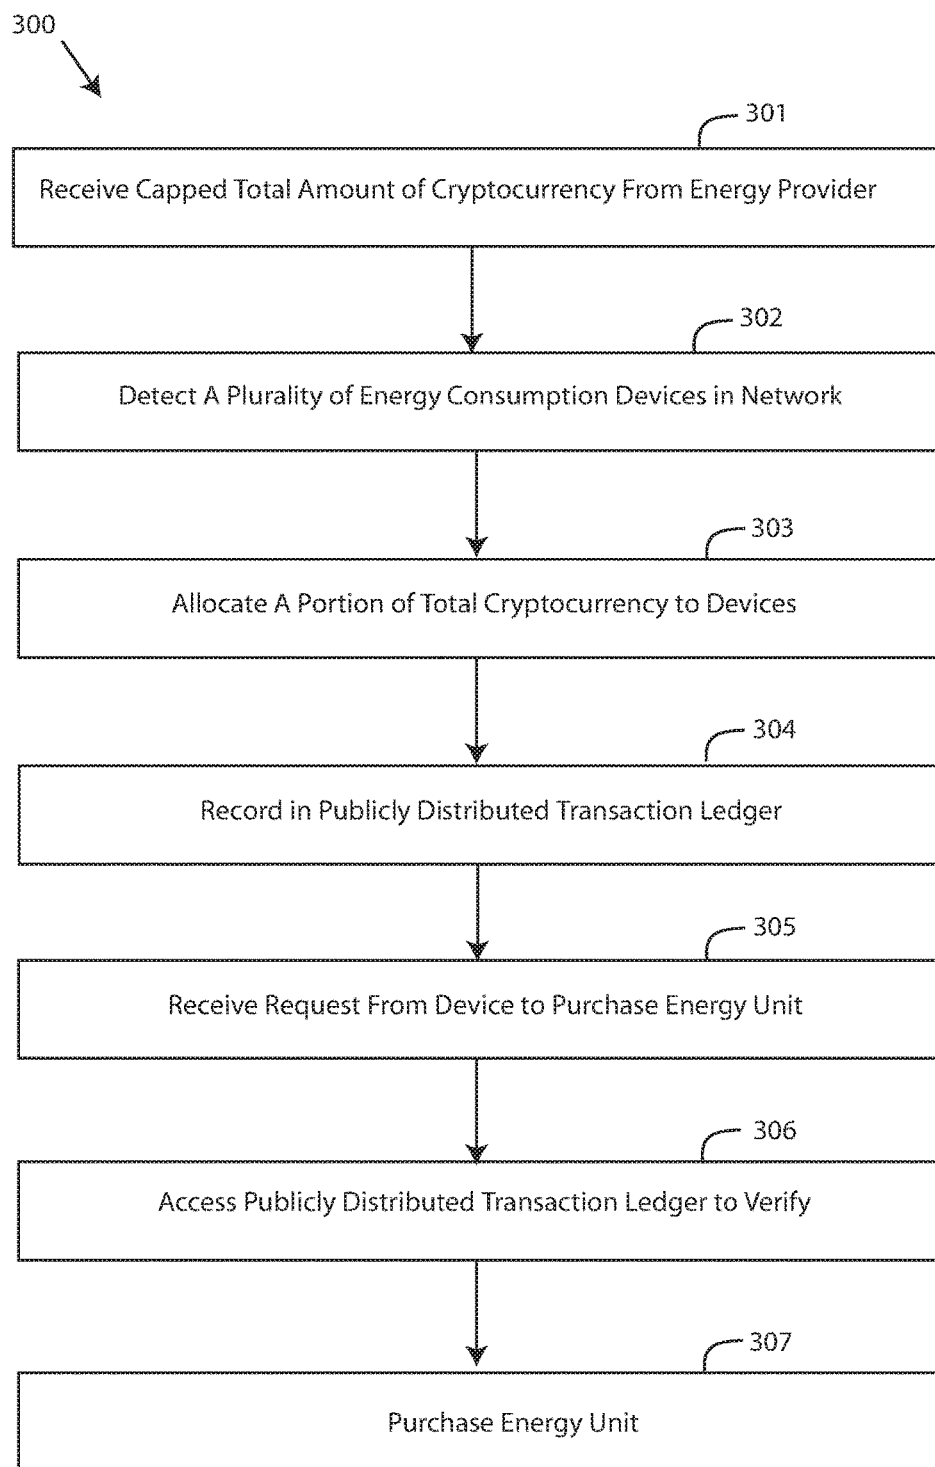 300
301
Receive Capped Total Amount of Cryptocurrency From Energy Provider
302
Detect A Plurality of Energy Consumption Devices in Network
303
Allocate A Portion of Total Cryptocurrency to Devices
304
Record in Publicly Distributed Transaction Ledger
305
Receive Request From Device to Purchase Energy Unit
306
Access Publicly Distributed Transaction Ledger to Verify
307
Purchase Energy Unit